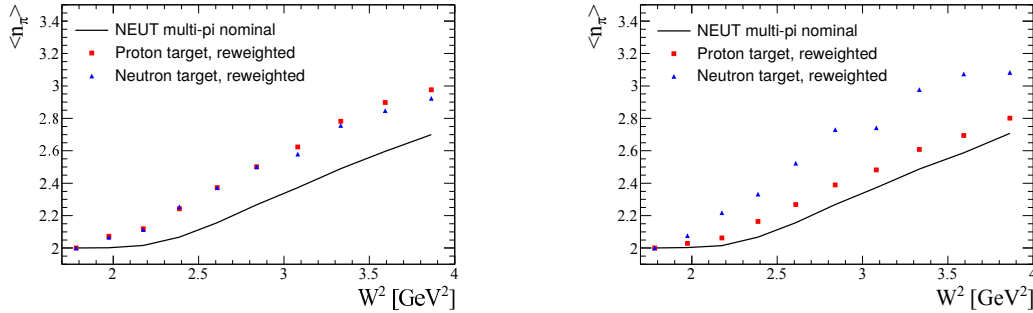 <nπ>
3.4
3.2
3
2.8
2.6
2.4
2.2
2
NEUT multi-pi nominal
Proton target, reweighted
Neutron target, reweighted
2 2.5 3 3.5 4
W² [GeV²]
<nπ>
3.4
3.2
3
2.8
2.6
2.4
2.2
2
NEUT multi-pi nominal
Proton target, reweighted
Neutron target, reweighted
2 2.5 3 3.5 4
W² [GeV²]